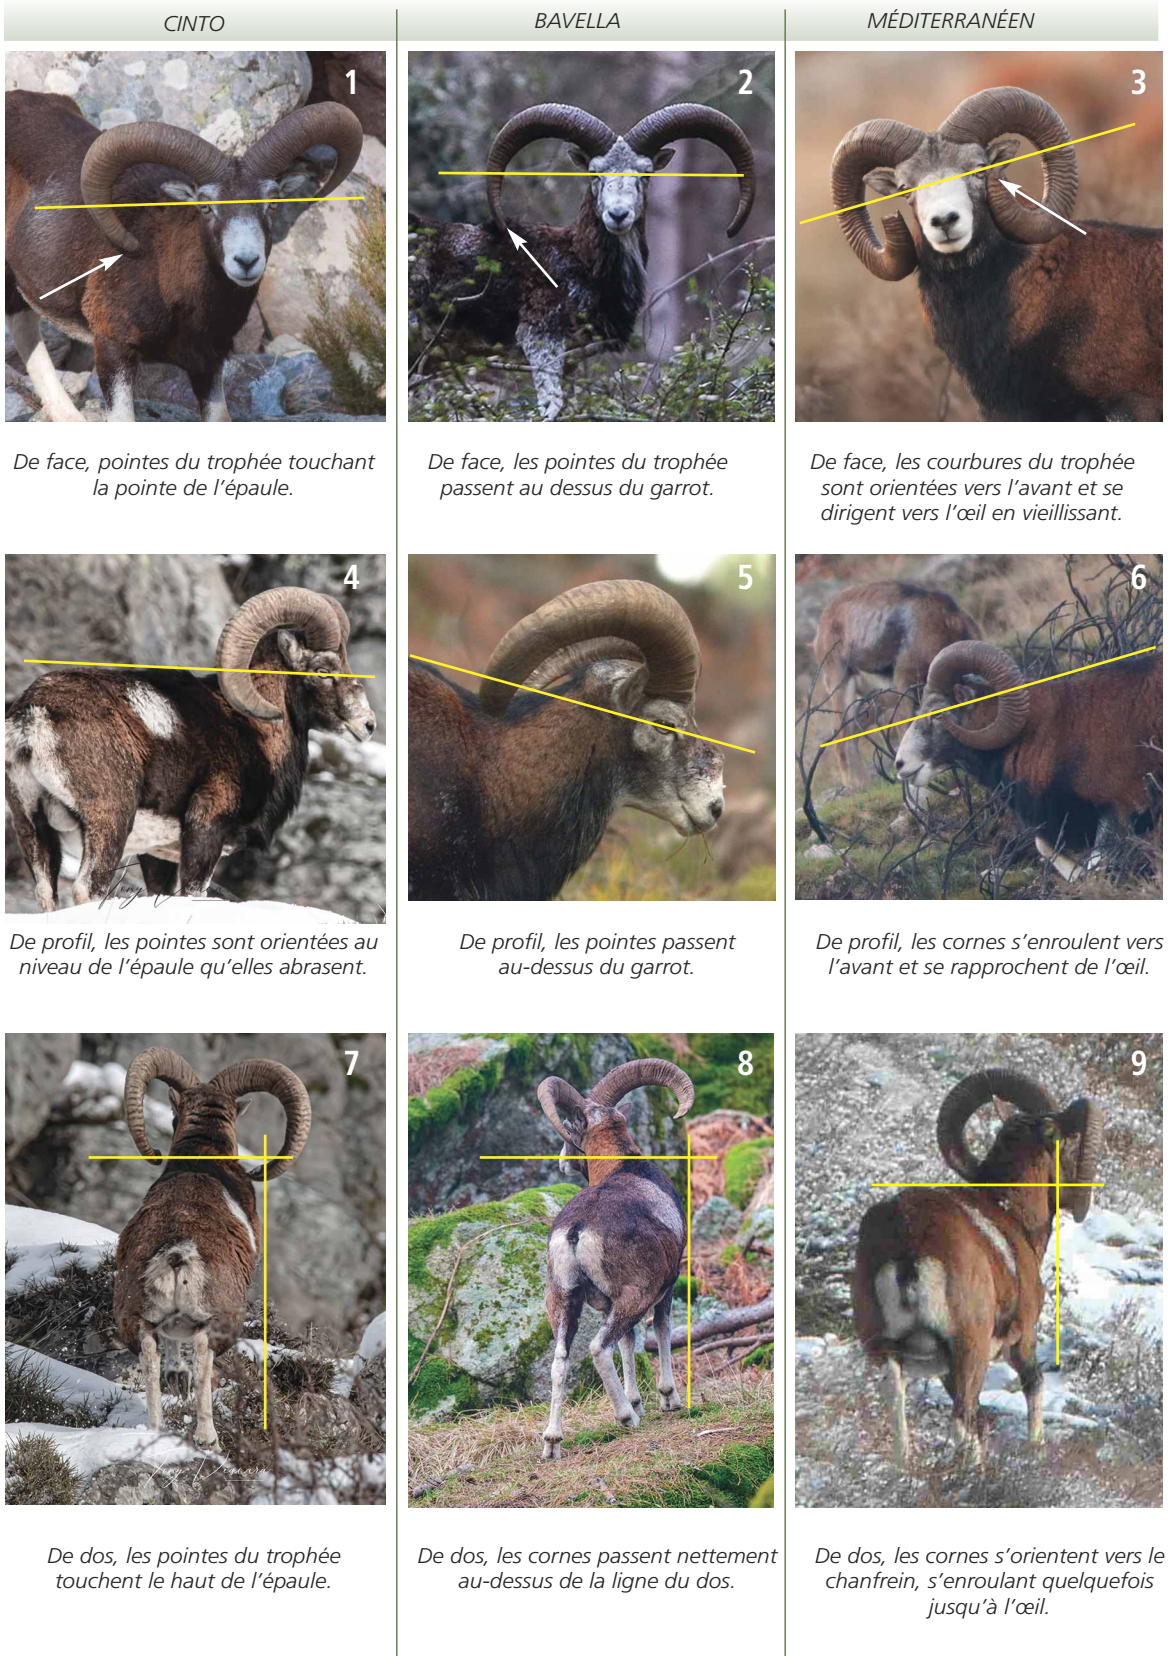 CINTO
BAVELLA
MÉDITERRANÉEN
1
2
3
De face, pointes du trophée touchant
la pointe de l'épaule.
De face, les pointes du trophée
passent au dessus du garrot.
De face, les courbures du trophée
sont orientées vers l'avant et se
dirigent vers l'œil en vieillissant.
4
5
6
De profil, les pointes sont orientées au
niveau de l'épaule qu'elles abrasent.
De profil, les pointes passent
au-dessus du garrot.
De profil, les cornes s'enroulent vers
l'avant et se rapprochent de l'œil.
7
8
9
De dos, les pointes du trophée
touchent le haut de l'épaule.
De dos, les cornes passent nettement
au-dessus de la ligne du dos.
De dos, les cornes s'orientent vers le
chanfrein, s'enroulant quelquefois
jusqu'à l'œil.